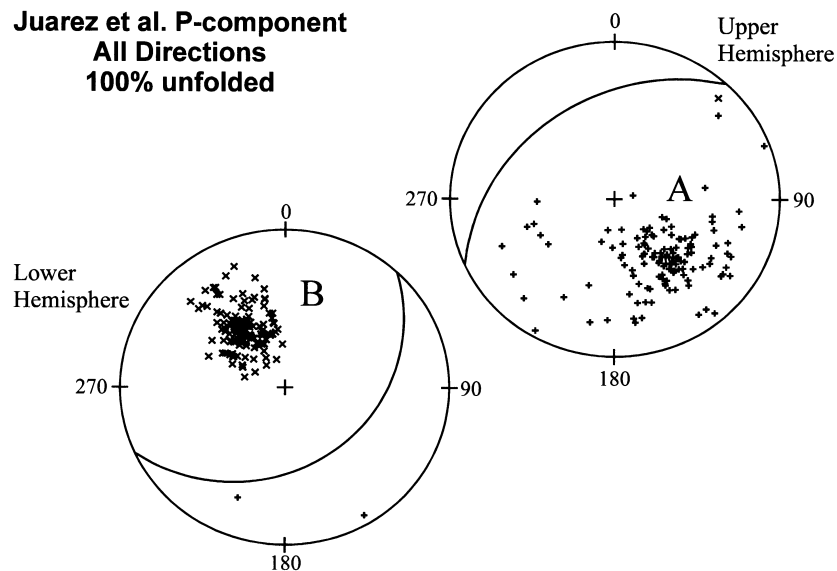 Juarez et al. P-component
All Directions
100% unfolded
0
Upper
Hemisphere
270
A
90
180
0
Lower
Hemisphere
B
270
90
180